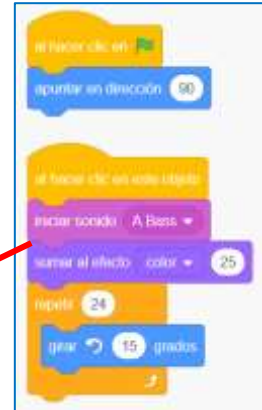 al hacer clic en
apuntar en dirección 90
al hacer clic en este objeto
iniciar sonido A Bass
sumar al efecto color 25
repetir 24
girar 15 grados